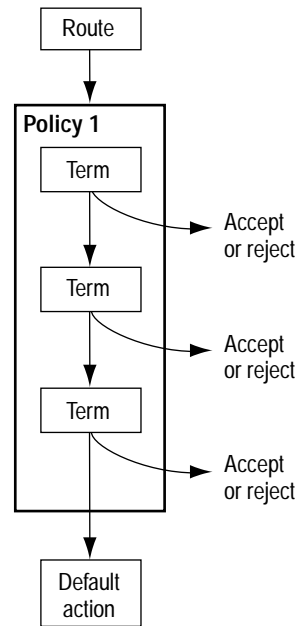 Route
Policy 1
Term
Accept
or reject
Term
Accept
or reject
Term
Accept
or reject
Default
action